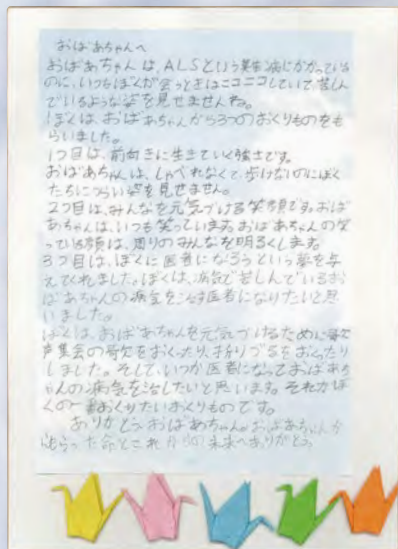 おばあちゃんへ
おばあちゃんは、ALSという難病にかかっている
のに、いつもぼくが会うときはニコニコしていて、苦しん
でいるような姿を見せませんね。
ぼくは、おばあちゃんから3つのおくりものをも
らいました。
1つ目は、前向きに生きていく強さです。
おばあちゃんは、しゃべれなくて、歩けないのにぼく
たちにつらい姿を見せません。
2つ目は、みんなを元気づける笑顔です。おば
あちゃんは、いつも笑っています。おばあちゃんの笑
っている顔は、周りのみんなを明るくします。
3つ目は、ぼくに医者になろうという夢を与
えてくれました。ぼくは、病気で苦しんでいるお
ばあちゃんの病気を治す医者になりたいと思
いました。
ぼくは、おばあちゃんを元気づけるために歌
声集会の歌をおくったり、折りづるをおくったり
しました。そして、いつか医者になっておばあち
ゃんの病気を治したいと思います。それがぼ
くの一番おくりたいおくりものです。
ありがとうおばあちゃん。おばあちゃんか
らもらった命とこれからの未来へありがとう